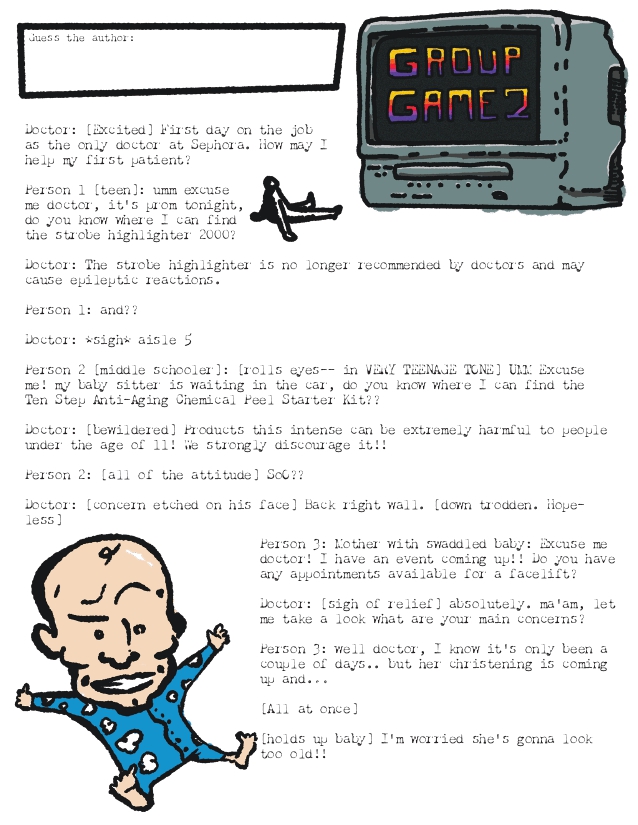 Guess the author:
GROUP
GAME2
Doctor: [Excited] First day on the job
as the only doctor at Sephora. How may I
help my first patient?
Person 1 [teen]: umm excuse
me doctor, it's prom tonight,
do you know where I can find
the strobe highlighter 2000?
Doctor: The strobe highlighter is no longer recommended by doctors and may
cause epileptic reactions.
Person 1: and??
Doctor: *sigh* aisle 5
Person 2 [middle schooler]: [rolls eyes-- in VERY TEENAGE TONE] UMM Excuse
me! my baby sitter is waiting in the car, do you know where I can find the
Ten Step Anti-Aging Chemical Peel Starter Kit??
Doctor: [bewildered] Products this intense can be extremely harmful to people
under the age of 11! We strongly discourage it!!
Person 2: [all of the attitude] SoO??
Doctor: [concern etched on his face] Back right wall. [down trodden. Hope-
less]
Person 3: Mother with swaddled baby: Excuse me
doctor! I have an event coming up!! Do you have
any appointments available for a facelift?
Doctor: [sigh of relief] absolutely. ma'am, let
me take a look what are your main concerns?
Person 3: well doctor, I know it's only been a
couple of days.. but her christening is coming
up and...
[All at once]
[holds up baby] I'm worried she's gonna look
too old!!